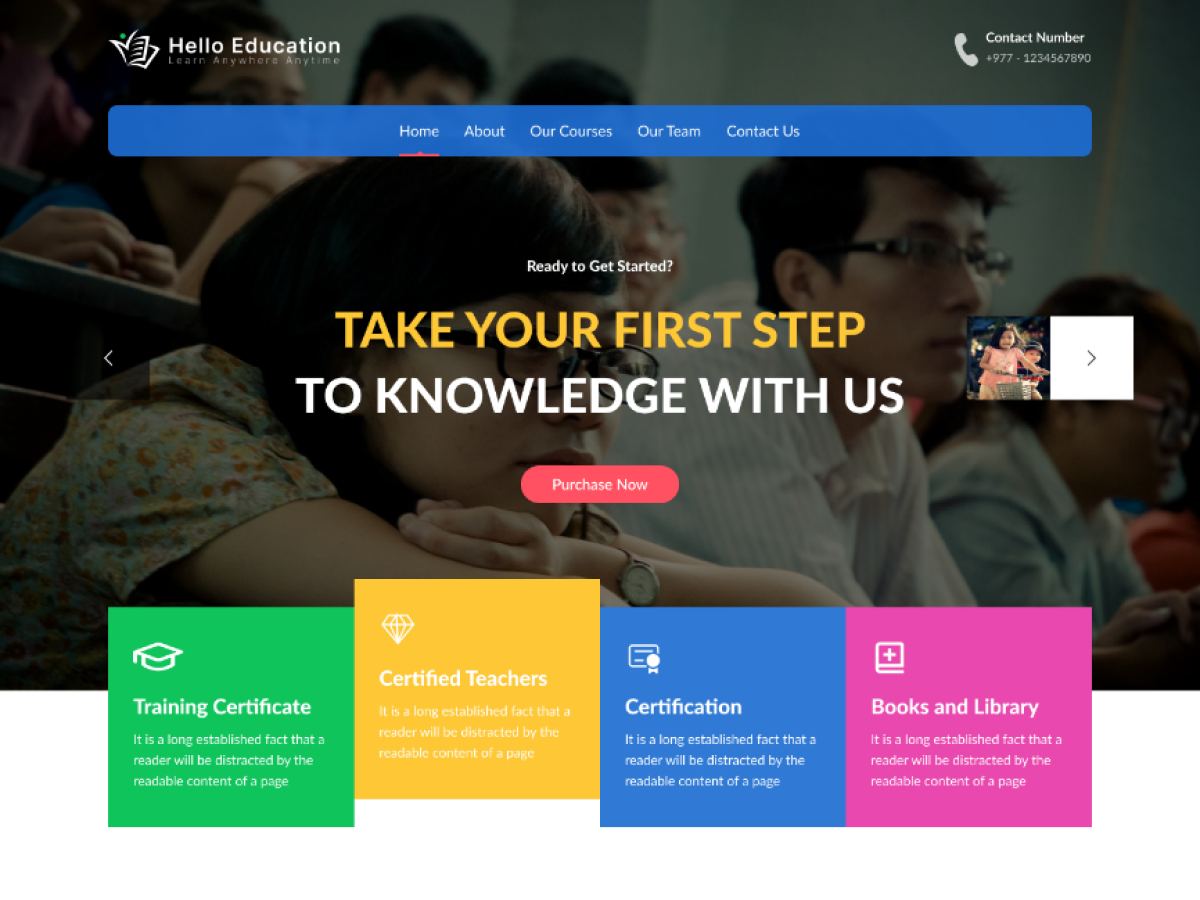 Hello Education
Learn Anywhere Anytime
Contact Number
+977 - 1234567890
Home
About
Our Courses
Our Team
Contact Us
Ready to Get Started?
TAKE YOUR FIRST STEP
TO KNOWLEDGE WITH US
Purchase Now
Training Certificate
It is a long established fact that a
reader will be distracted by the
readable content of a page
Certified Teachers
It is a long established fact that a
reader will be distracted by the
readable content of a page
Certification
It is a long established fact that a
reader will be distracted by the
readable content of a page
Books and Library
It is a long established fact that a
reader will be distracted by the
readable content of a page